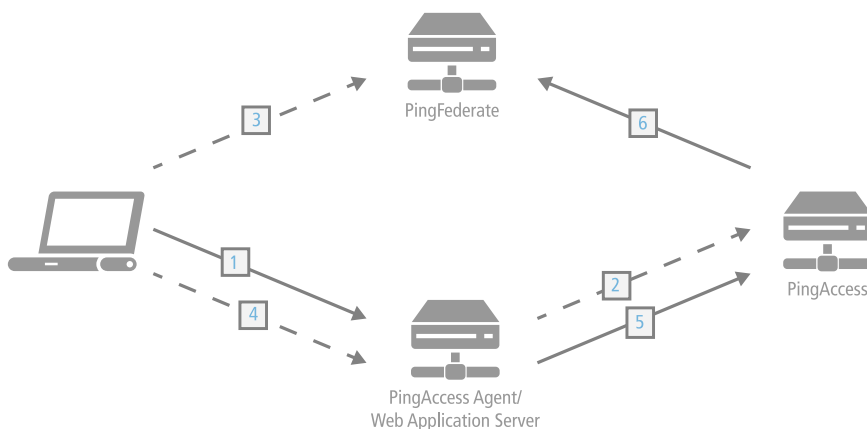 PingFederate
3
6
1
2
PingAccess
4
5
PingAccess Agent/
Web Application Server